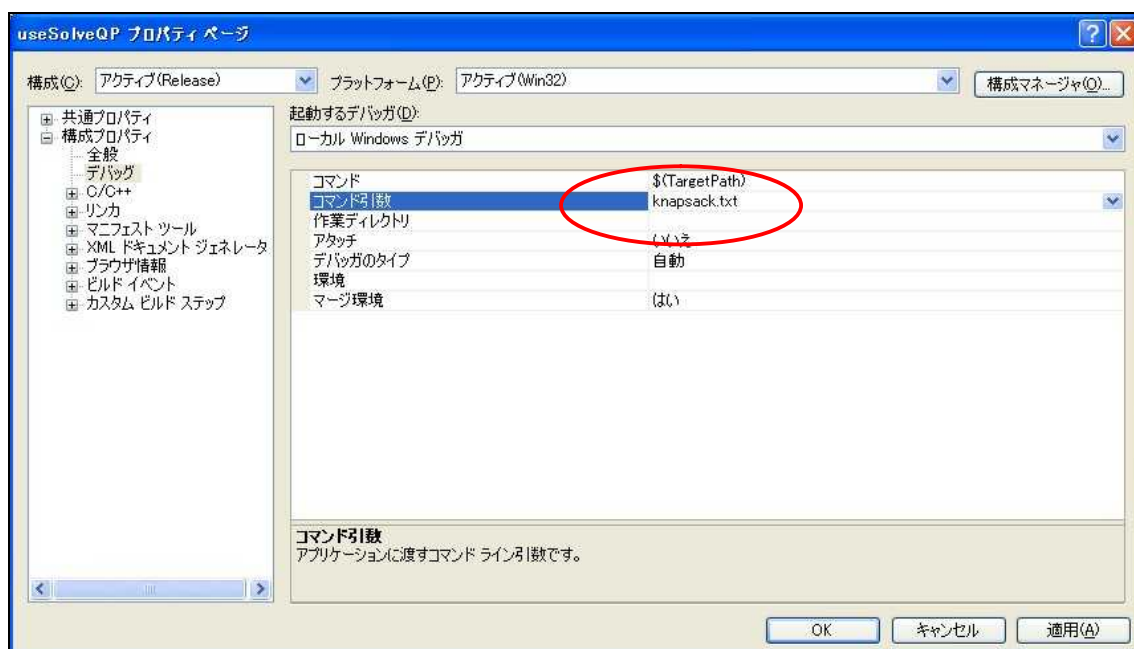 useSolveQP プロパティ ページ
構成(C): アクティブ(Release) プラットフォーム(P): アクティブ(Win32) 構成マネージャ(O)...
共通プロパティ
構成プロパティ
全般
デバッグ
C/C++
リンカ
マニフェスト ツール
XML ドキュメント ジェネレータ
ブラウザ情報
ビルド イベント
カスタム ビルド ステップ
起動するデバッガ(D):
ローカル Windows デバッガ
コマンド $(TargetPath)
コマンド引数 knapsack.txt
作業ディレクトリ
アタッチ いいえ
デバッガのタイプ 自動
環境
マージ環境 はい
コマンド引数
アプリケーションに渡すコマンド ライン引数です。
OK キャンセル 適用(A)